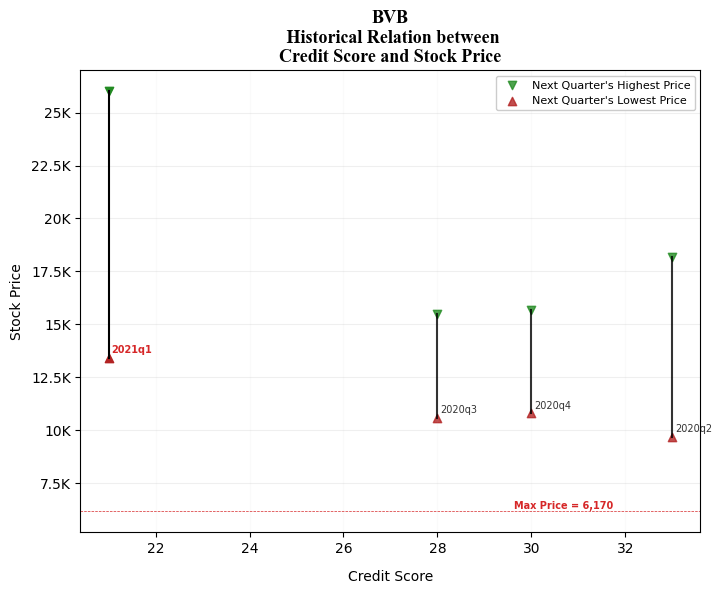 BVB
Historical Relation between
Credit Score and Stock Price
Next Quarter's Highest Price
Next Quarter's Lowest Price
25K
22.5K
20K
17.5K
15K
12.5K
10K
7.5K
Stock Price
2021q1
2020q3
2020q4
2020q2
Max Price = 6,170
22
24
26
28
30
32
Credit Score